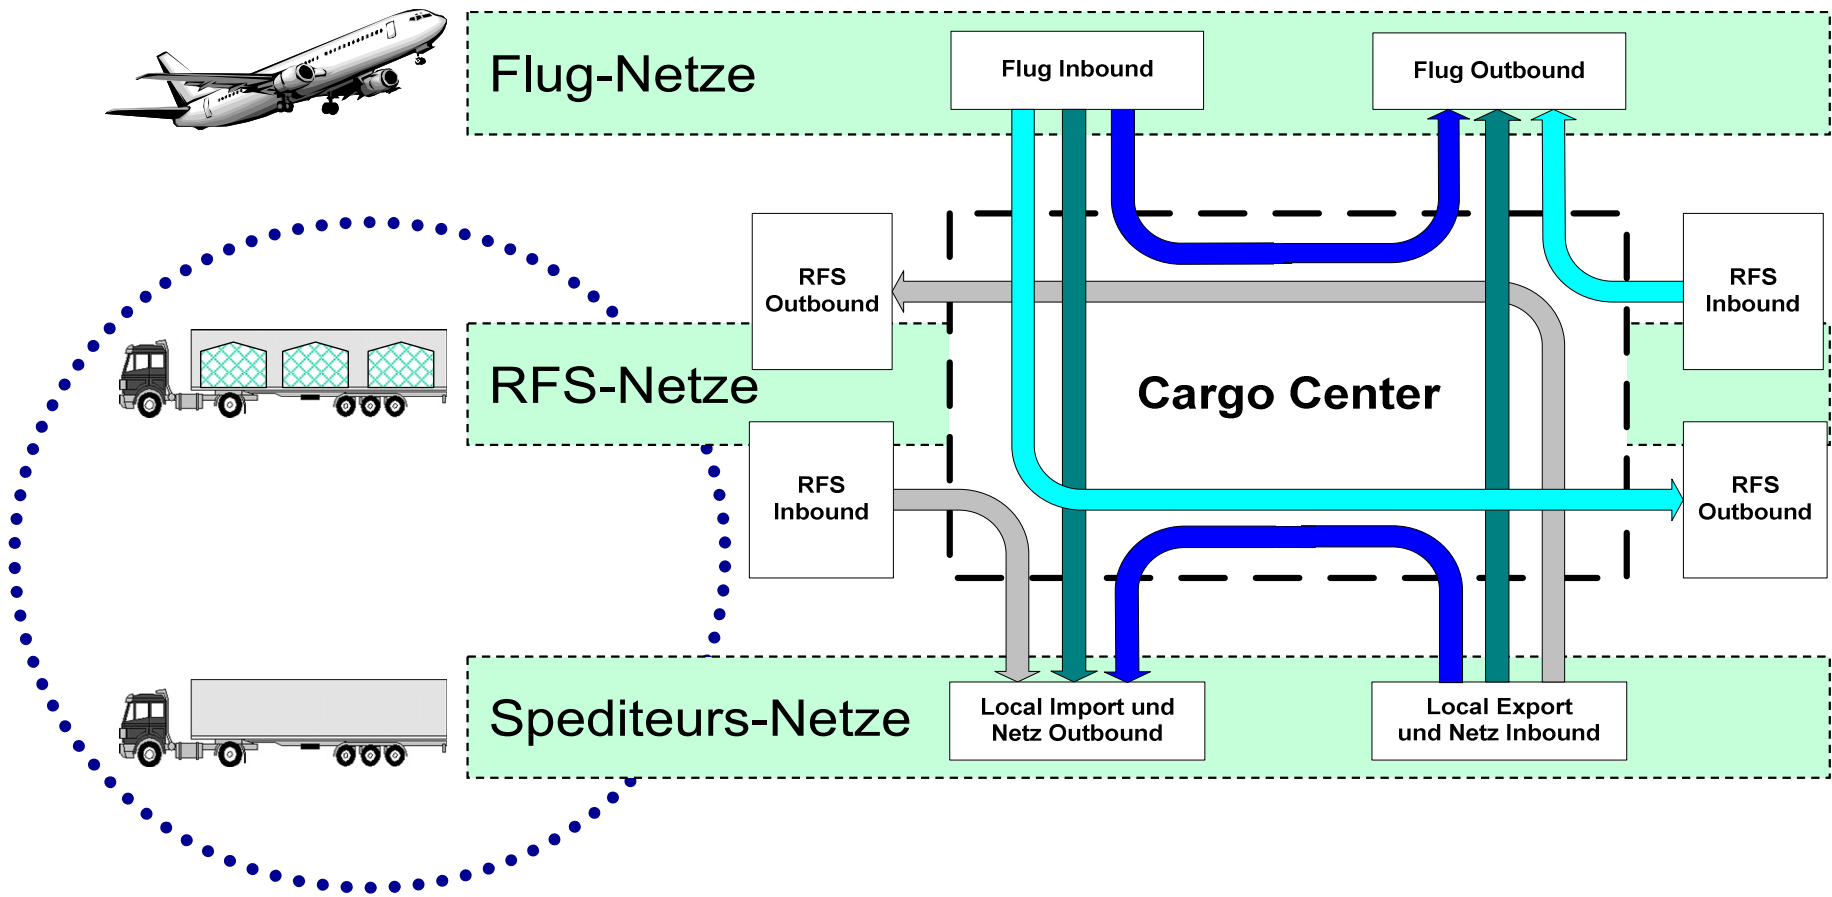 Flug-Netze
Flug Inbound
Flug Outbound
RFS
Outbound
RFS
Inbound
RFS-Netze
Cargo Center
RFS
Inbound
RFS
Outbound
Spediteurs-Netze
Local Import und
Netz Outbound
Local Export
und Netz Inbound